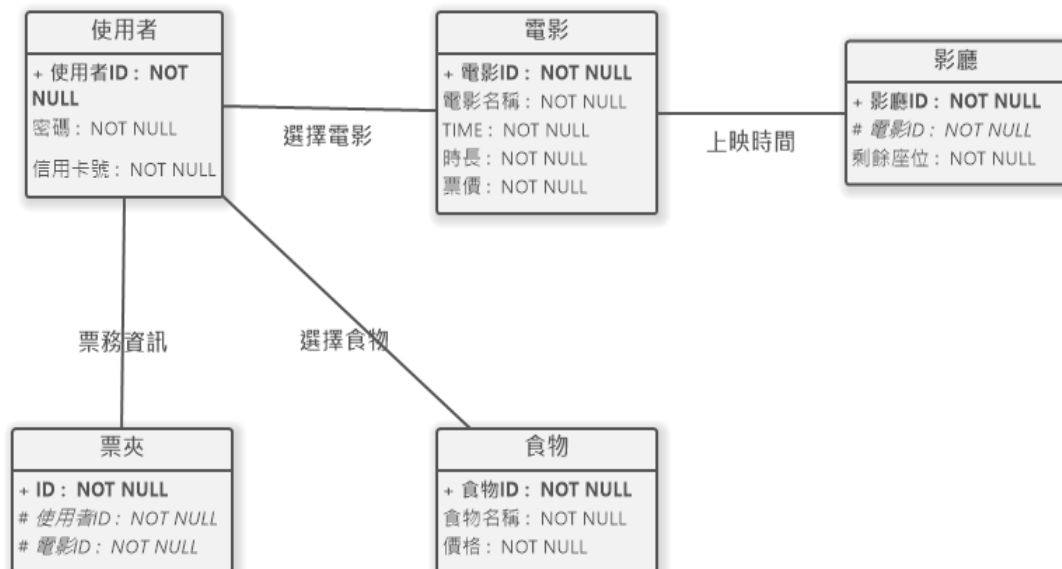 使用者
+ 使用者ID : NOT
NULL
密碼 : NOT NULL
信用卡號 : NOT NULL
電影
+ 電影ID : NOT NULL
電影名稱 : NOT NULL
TIME : NOT NULL
時長 : NOT NULL
票價 : NOT NULL
影廳
+ 影廳ID : NOT NULL
# 電影ID : NOT NULL
剩餘座位 : NOT NULL
選擇電影
上映時間
票務資訊
選擇食物
票夾
+ ID : NOT NULL
# 使用者ID : NOT NULL
# 電影ID : NOT NULL
食物
+ 食物ID : NOT NULL
食物名稱 : NOT NULL
價格 : NOT NULL